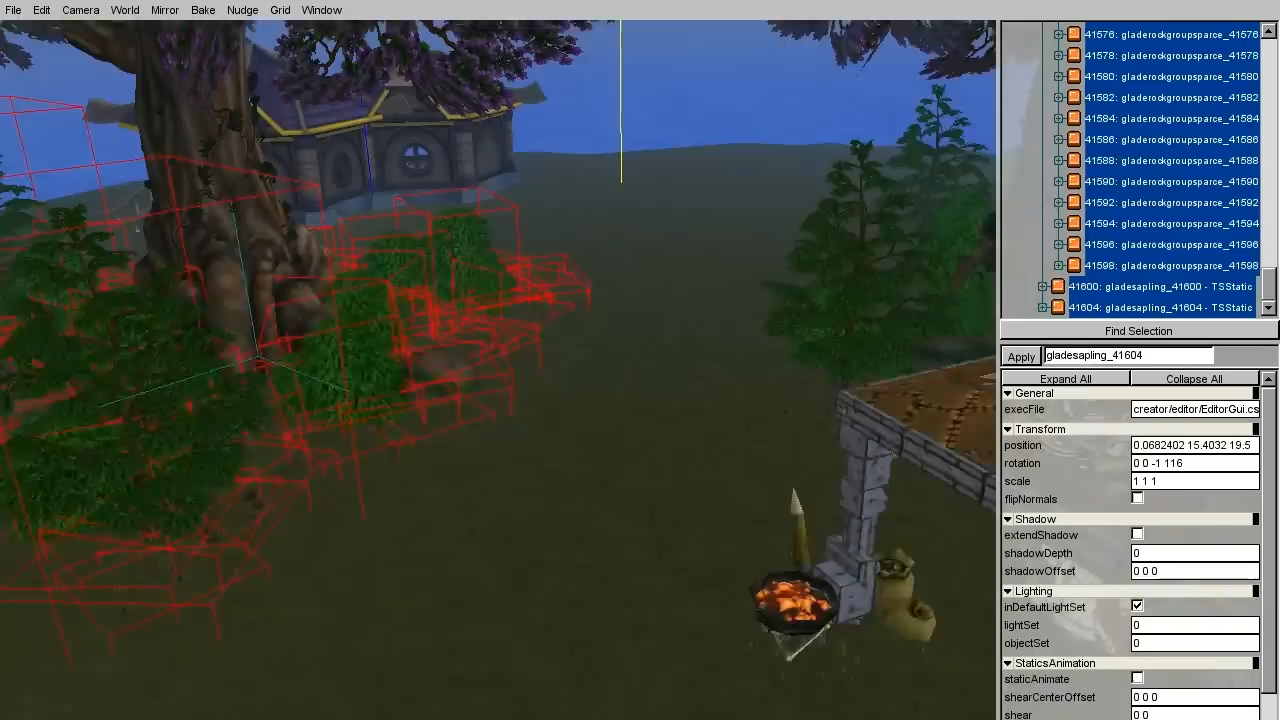 File Edit Camera World Mirror Bake Nudge Grid Window
41576: gladerockgroupsparce_41576
41578: gladerockgroupsparce_41578
41580: gladerockgroupsparce_41580
41582: gladerockgroupsparce_41582
41584: gladerockgroupsparce_41584
41586: gladerockgroupsparce_41586
41588: gladerockgroupsparce_41588
41590: gladerockgroupsparce_41590
41592: gladerockgroupsparce_41592
41594: gladerockgroupsparce_41594
41596: gladerockgroupsparce_41596
41598: gladerockgroupsparce_41598
41600: gladesapling_41600 - TSStatic
41604: gladesapling_41604 - TSStatic
Find Selection
Apply gladesapling_41604
Expand All Collapse All
General
execFile creator/editor/EditorGui.cs
Transform
position 0.0682402 15.4032 19.5
rotation 0 0 -1 116
scale 1 1 1
flipNormals
Shadow
extendShadow
shadowDepth 0
shadowOffset 0 0 0
Lighting
inDefaultLightSet
lightSet 0
objectSet 0
StaticsAnimation
staticAnimate
shearCenterOffset 0 0 0
shear 0 0